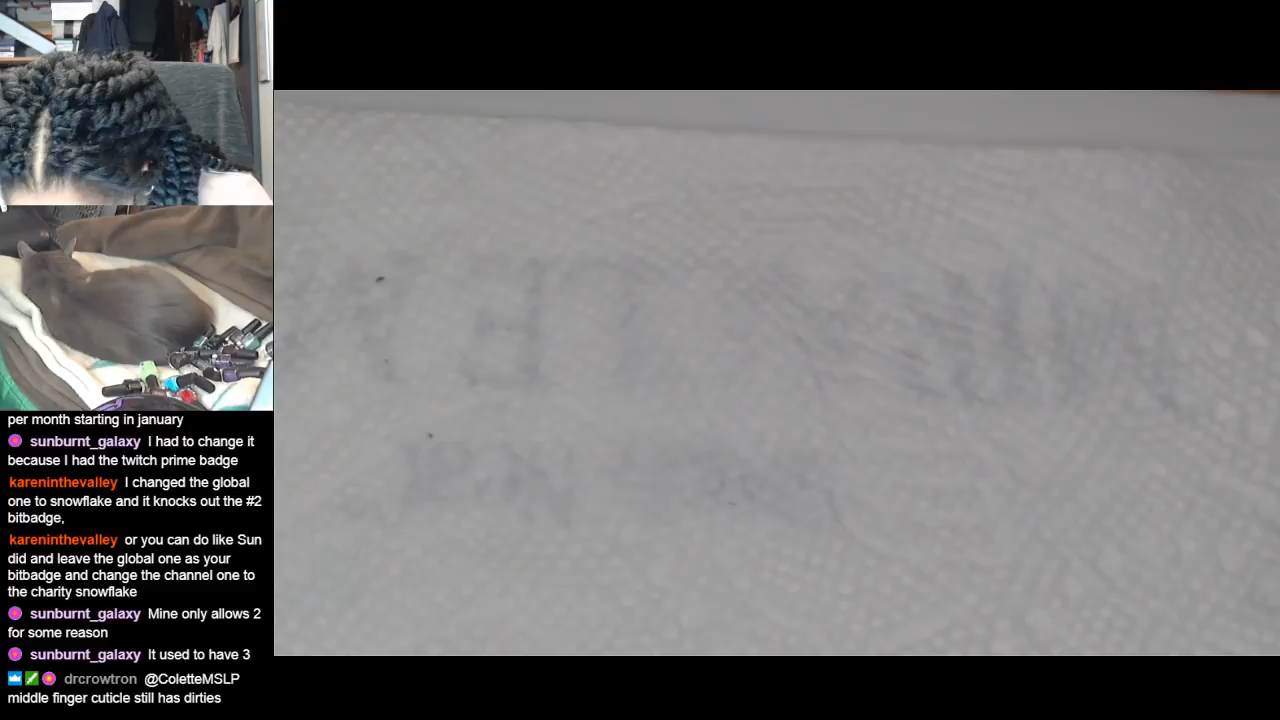 per month starting in january
sunburnt_galaxy I had to change it
because I had the twitch prime badge
kareninthevalley I changed the global
one to snowflake and it knocks out the #2
bitbadge,
kareninthevalley or you can do like Sun
did and leave the global one as your
bitbadge and change the channel one to
the charity snowflake
sunburnt_galaxy Mine only allows 2
for some reason
sunburnt_galaxy It used to have 3
drcrowtron @ColetteMSLP
middle finger cuticle still has dirties